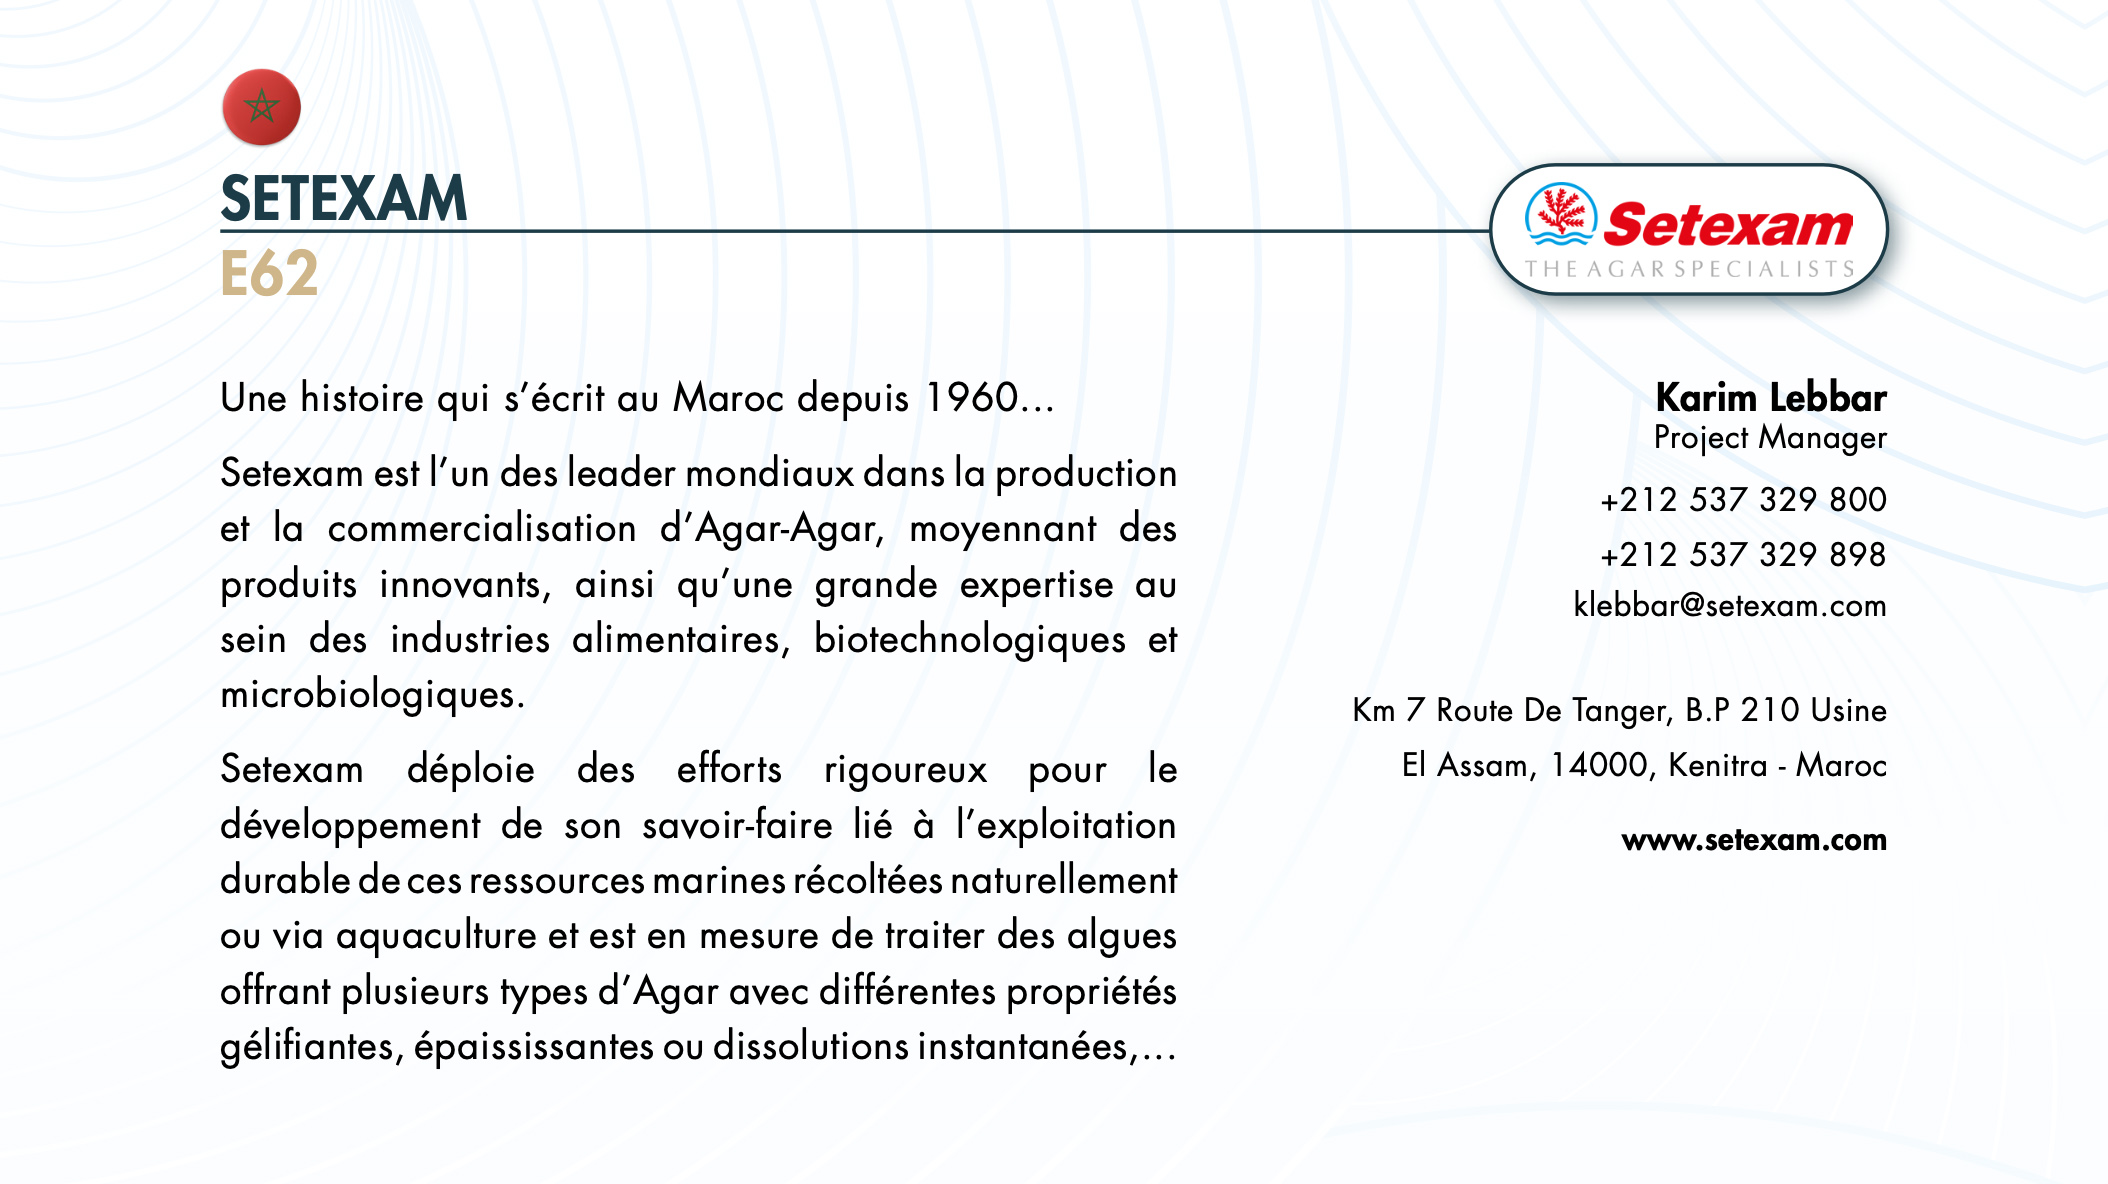 SETEXAM
E62
Setexam
THE AGAR SPECIALISTS
Une histoire qui s’écrit au Maroc depuis 1960...
Setexam est l’un des leader mondiaux dans la production
et la commercialisation d’Agar-Agar, moyennant des
produits innovants, ainsi qu’une grande expertise au
sein des industries alimentaires, biotechnologiques et
microbiologiques.
Setexam déploie des efforts rigoureux pour le
développement de son savoir-faire lié à l’exploitation
durable de ces ressources marines récoltées naturellement
ou via aquaculture et est en mesure de traiter des algues
offrant plusieurs types d’Agar avec différentes propriétés
gélifiantes, épaississantes ou dissolutions instantanées,...
Karim Lebbar
Project Manager
+212 537 329 800
+212 537 329 898
klebbar@setexam.com
Km 7 Route De Tanger, B.P 210 Usine
El Assam, 14000, Kenitra - Maroc
www.setexam.com